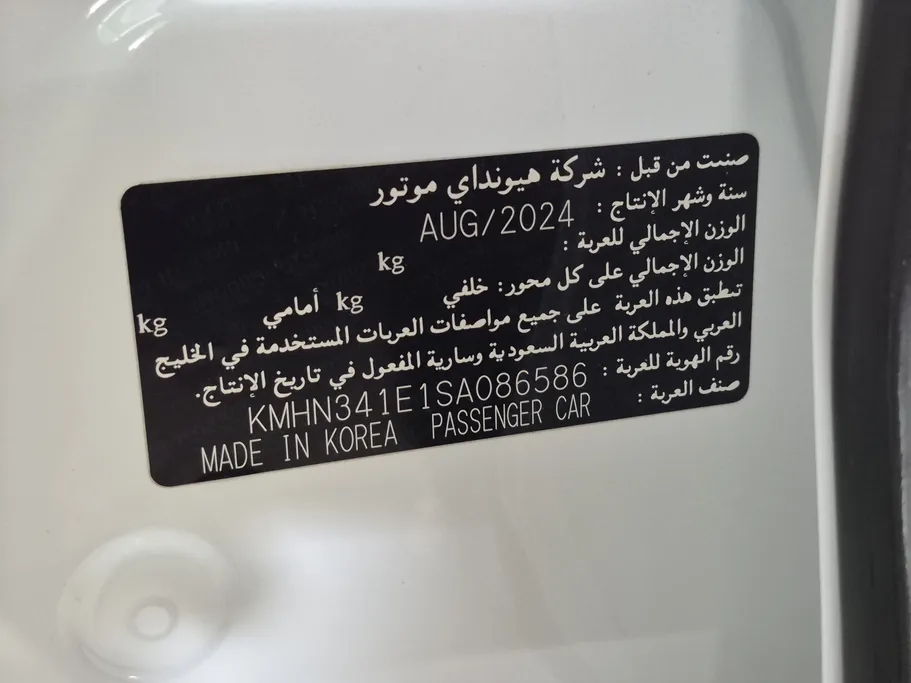 صنعت من قبل : شركة هيونداي موتور
سنة وشهر الإنتاج : AUG/2024
الوزن الإجمالي للعربة : kg
الوزن الإجمالي على كل محور: خلفي kg أمامي kg
تنطبق هذه العربة على جميع مواصفات العربات المستخدمة في الخليج
العربي والمملكة العربية السعودية وسارية المفعول في تاريخ الإنتاج.
رقم الهوية للعربة : KMHN341E1SA086586
صنف العربة : PASSENGER CAR MADE IN KOREA